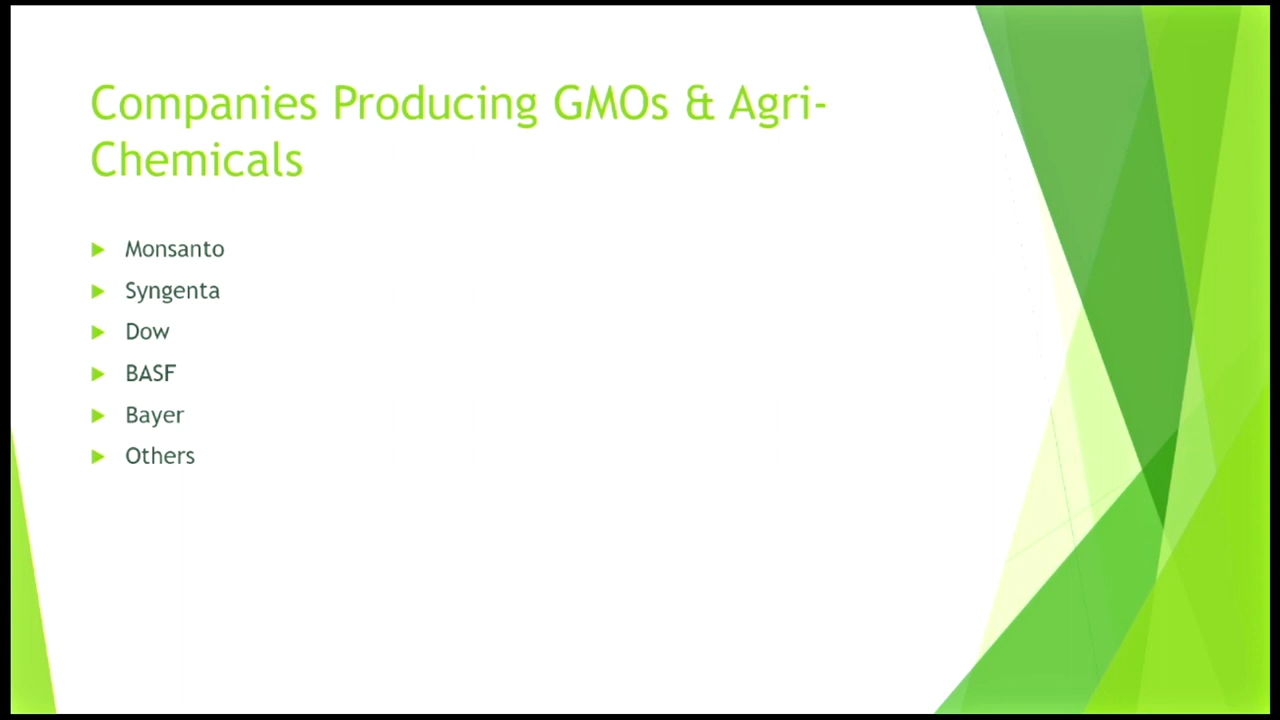 Companies Producing GMOs & Agri-
Chemicals
Monsanto
Syngenta
Dow
BASF
Bayer
Others